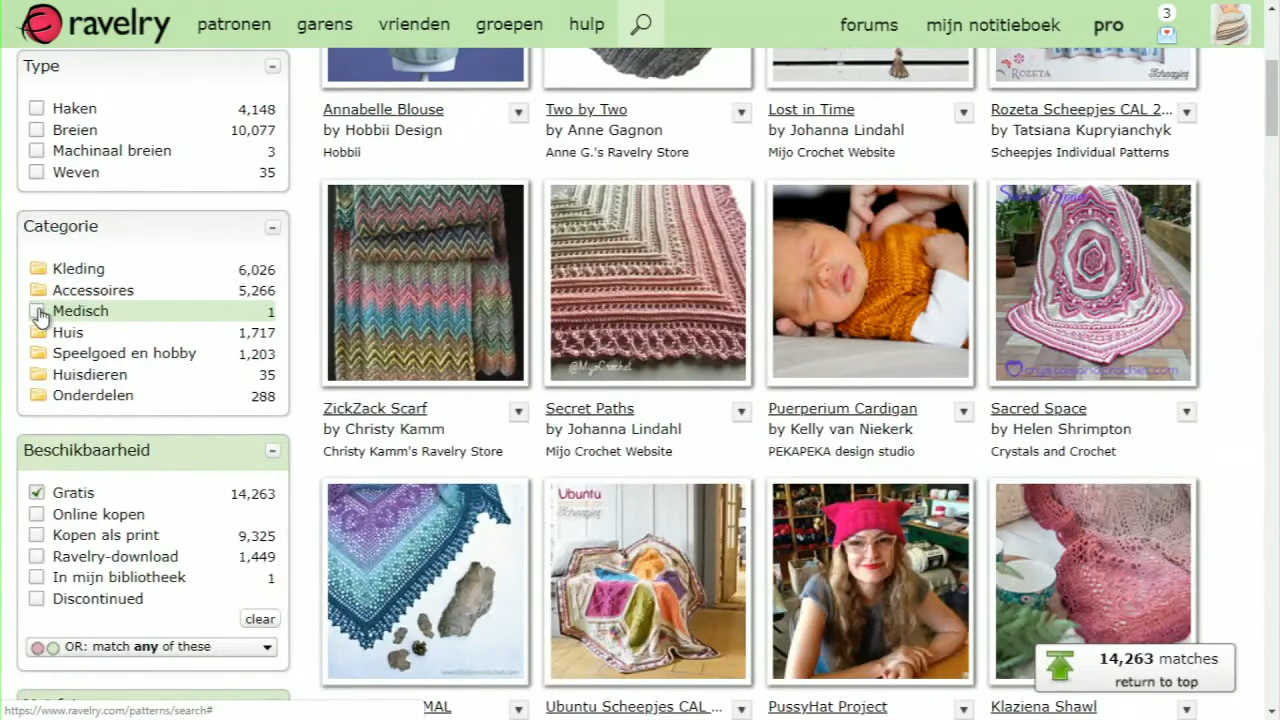 ravelry
patronen
garens
vrienden
groepen
hulp
forums
mijn notitieboek
pro
3
Type
Haken 4,148
Breien 10,077
Machinaal breien 3
Weven 35
Categorie
Kleding 6,026
Accessoires 5,266
Medisch 1
Huis 1,717
Speelgoed en hobby 1,203
Huisdieren 35
Onderdelen 288
Beschikbaarheid
Gratis 14,263
Online kopen
Kopen als print 9,325
Ravelry-download 1,449
In mijn bibliotheek 1
Discontinued
clear
OR: match any of these
https://www.ravelry.com/patterns/search#
ROZETA
Scheepjes
Annabelle Blouse
by Hobbii Design
Hobbii
Two by Two
by Anne Gagnon
Anne G.'s Ravelry Store
Lost in Time
by Johanna Lindahl
Mijo Crochet Website
Rozeta Scheepjes CAL 2...
by Tatsiana Kupryianchyk
Scheepjes Individual Patterns
@MijoCrochet
Sacred Space
crystalsandcrochet.com
ZickZack Scarf
by Christy Kamm
Christy Kamm's Ravelry Store
Secret Paths
by Johanna Lindahl
Mijo Crochet Website
Puerperium Cardigan
by Kelly van Niekerk
PEKAPEKA design studio
Sacred Space
by Helen Shrimpton
Crystals and Crochet
Ubuntu
Scheepjes
MAL
Ubuntu Scheepjes CAL ...
PussyHat Project
Klaziena Shawl
14,263 matches
return to top